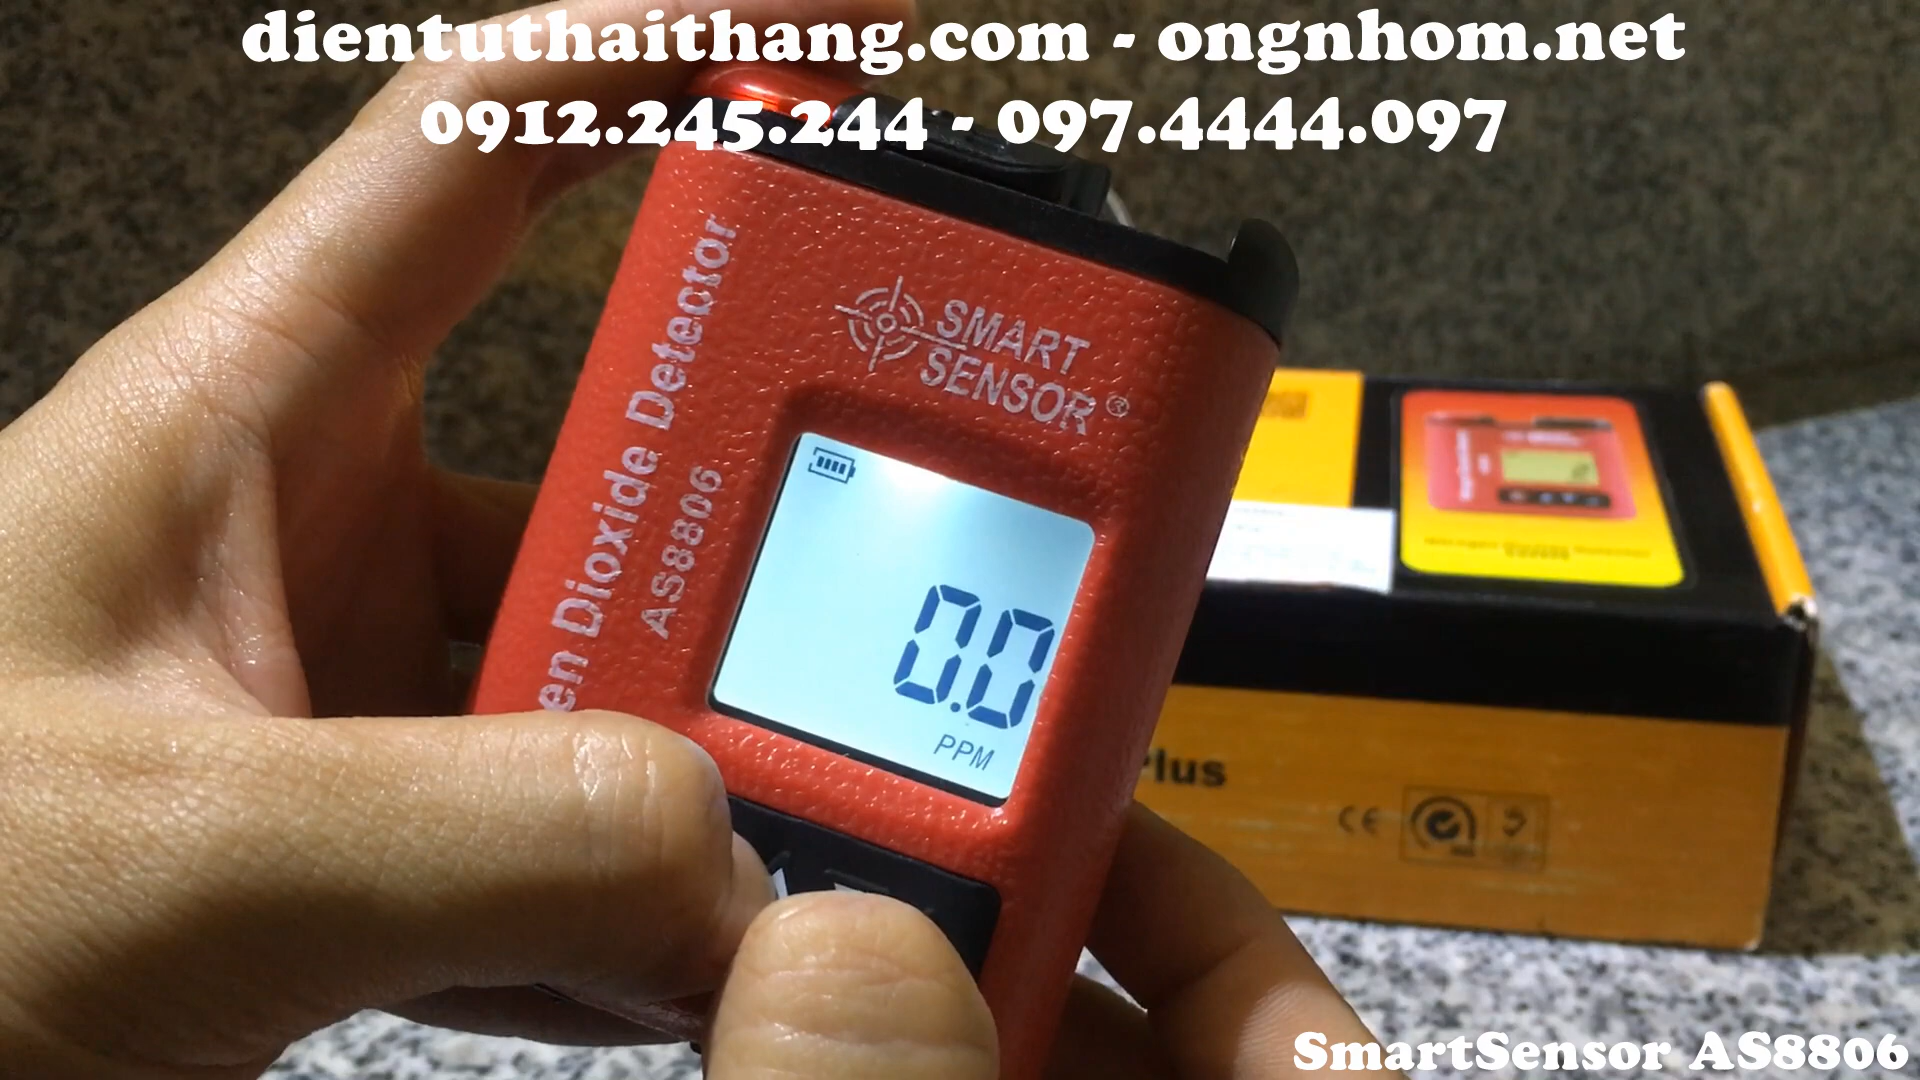 dientuthaithang.com - ongnhom.net
0912.245.244 - 097.4444.097
SMART
SENSOR®
en Dioxide Detector
AS8806
0.0
PPM
Plus
CE
SmartSensor AS8806